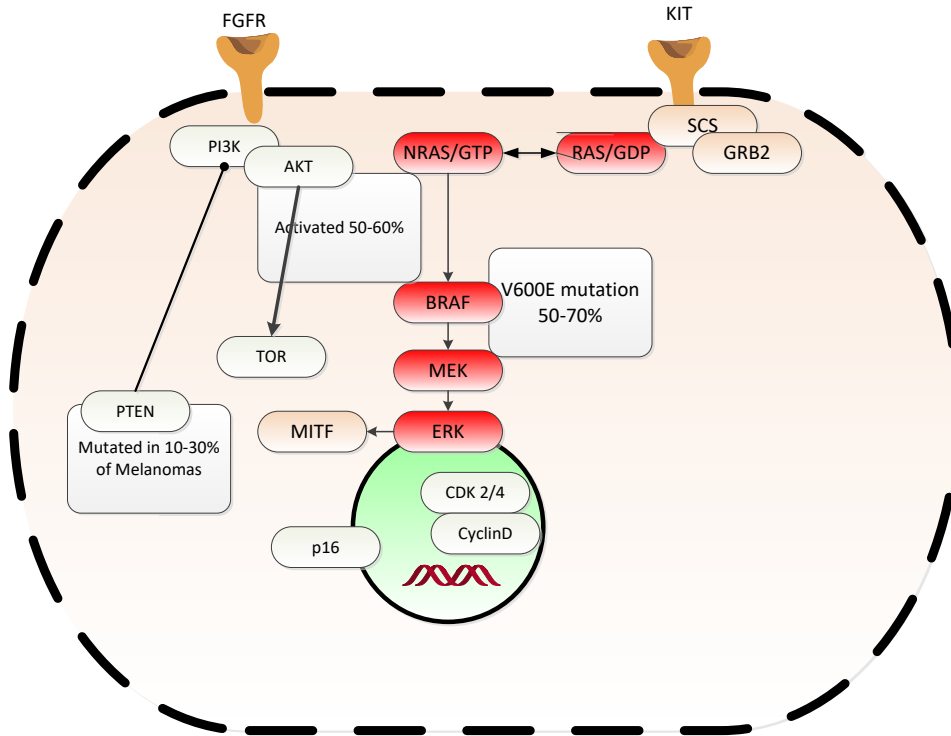 FGFR
KIT
SCS
PI3K
NRAS/GTP
RAS/GDP
GRB2
AKT
Activated 50-60%
V600E mutation
50-70%
BRAF
TOR
MEK
PTEN
Mutated in 10-30%
of Melanomas
MITF
ERK
CDK 2/4
CyclinD
p16